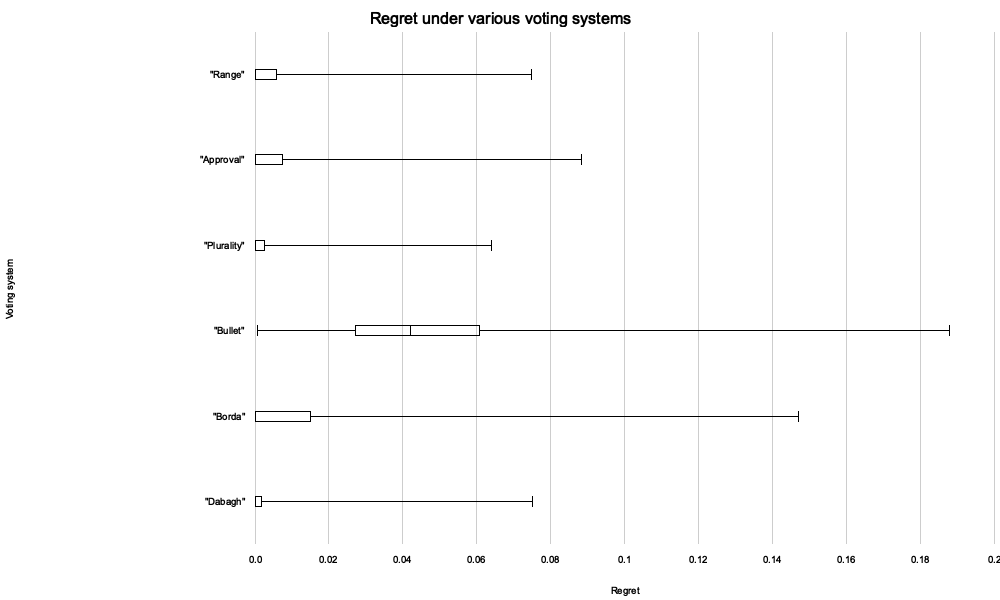 Regret under various voting systems
"Range"
"Approval"
"Plurality"
Voting system
"Bullet"
"Borda"
"Dabagh"
0.0 0.02 0.04 0.06 0.08 0.1 0.12 0.14 0.16 0.18 0.2
Regret